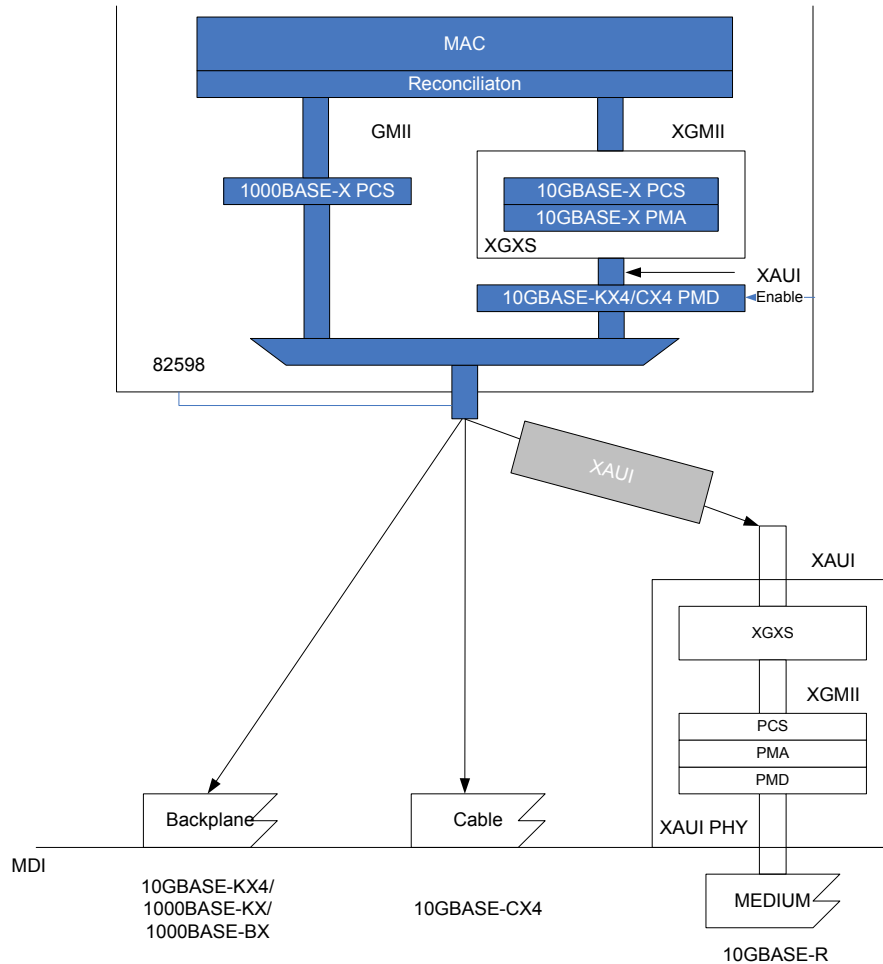 MAC
Reconciliaton
GMII
XGMII
1000BASE-X PCS
10GBASE-X PCS
10GBASE-X PMA
XGXS
XAUI
10GBASE-KX4/CX4 PMD
Enable
82598
XAUI
XAUI
XGXS
XGMII
PCS
PMA
PMD
Backplane
Cable
XAUI PHY
MDI
10GBASE-KX4/
1000BASE-KX/
1000BASE-BX
10GBASE-CX4
MEDIUM
10GBASE-R